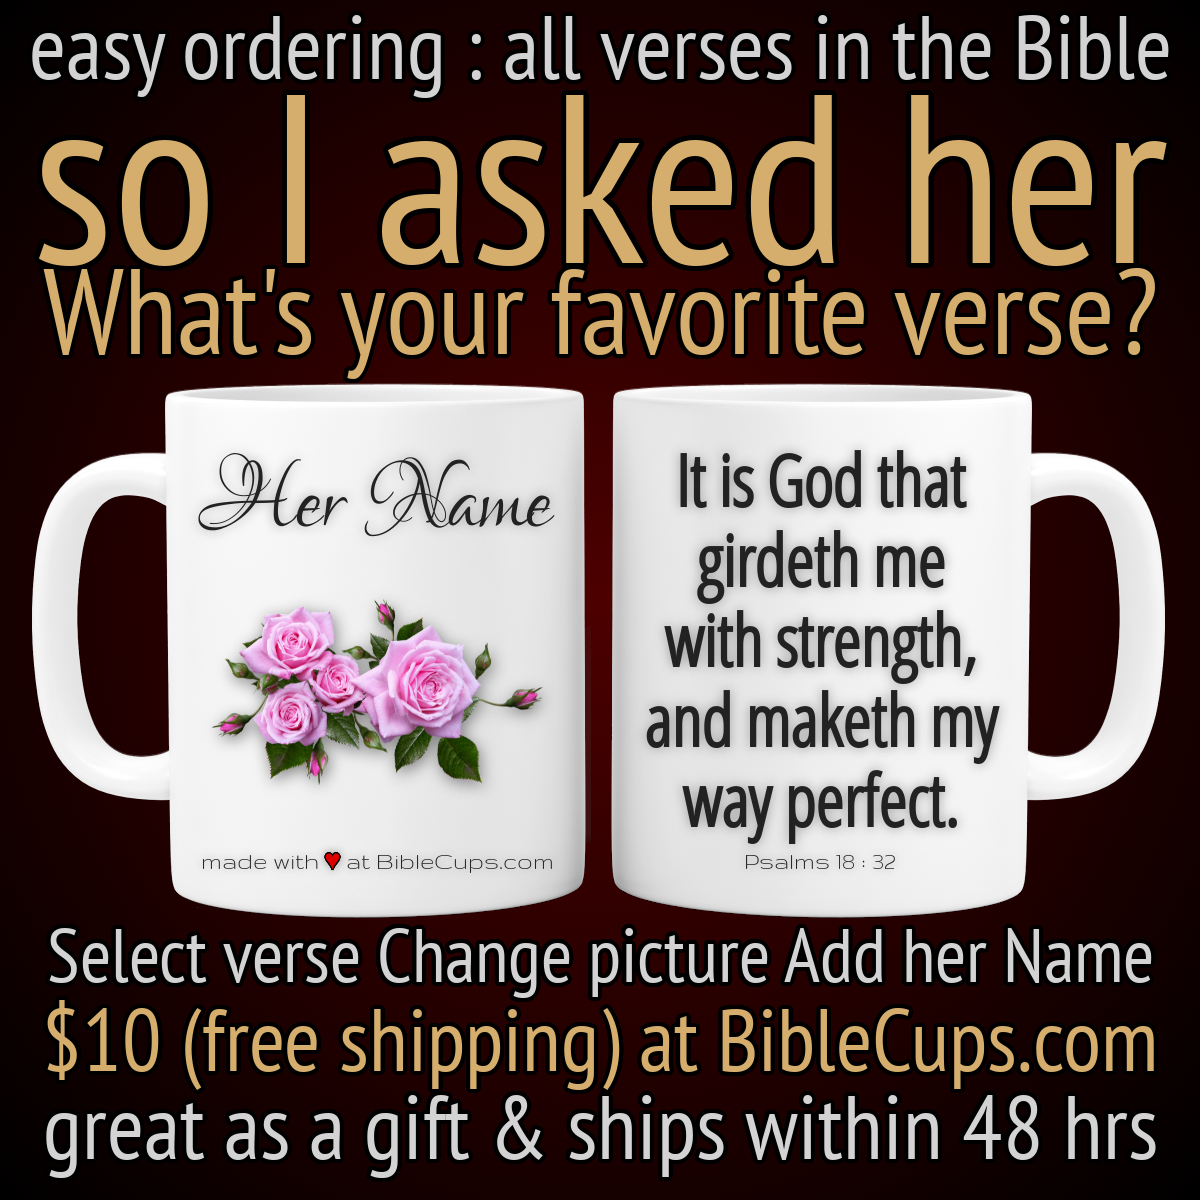 easy ordering : all verses in the Bible
so I asked her
What's your favorite verse?
Her Name
made with ♥ at BibleCups.com
It is God that
girdeth me
with strength,
and maketh my
way perfect.
Psalms 18 : 32
Select verse Change picture Add her Name
$10 (free shipping) at BibleCups.com
great as a gift & ships within 48 hrs